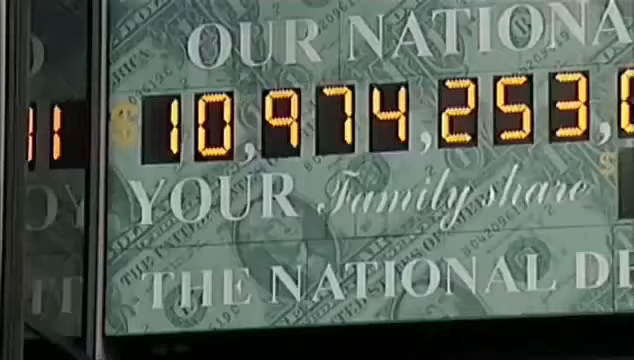 OUR NATIONA
$10,974,253,
YOUR Family share
THE NATIONAL DE